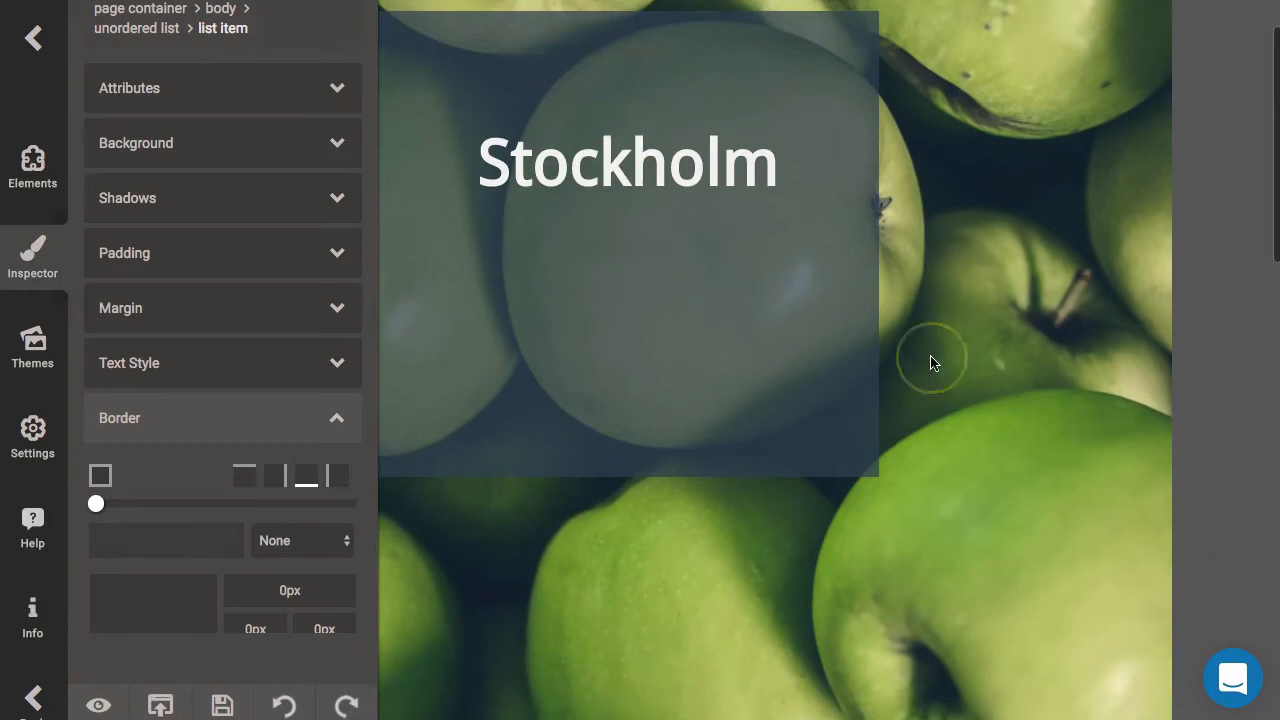 page container > body >
unordered list > list item
Attributes
Background
Shadows
Padding
Margin
Text Style
Border
None
0px
0px 0px
Elements
Inspector
Themes
Settings
Help
Info
Stockholm